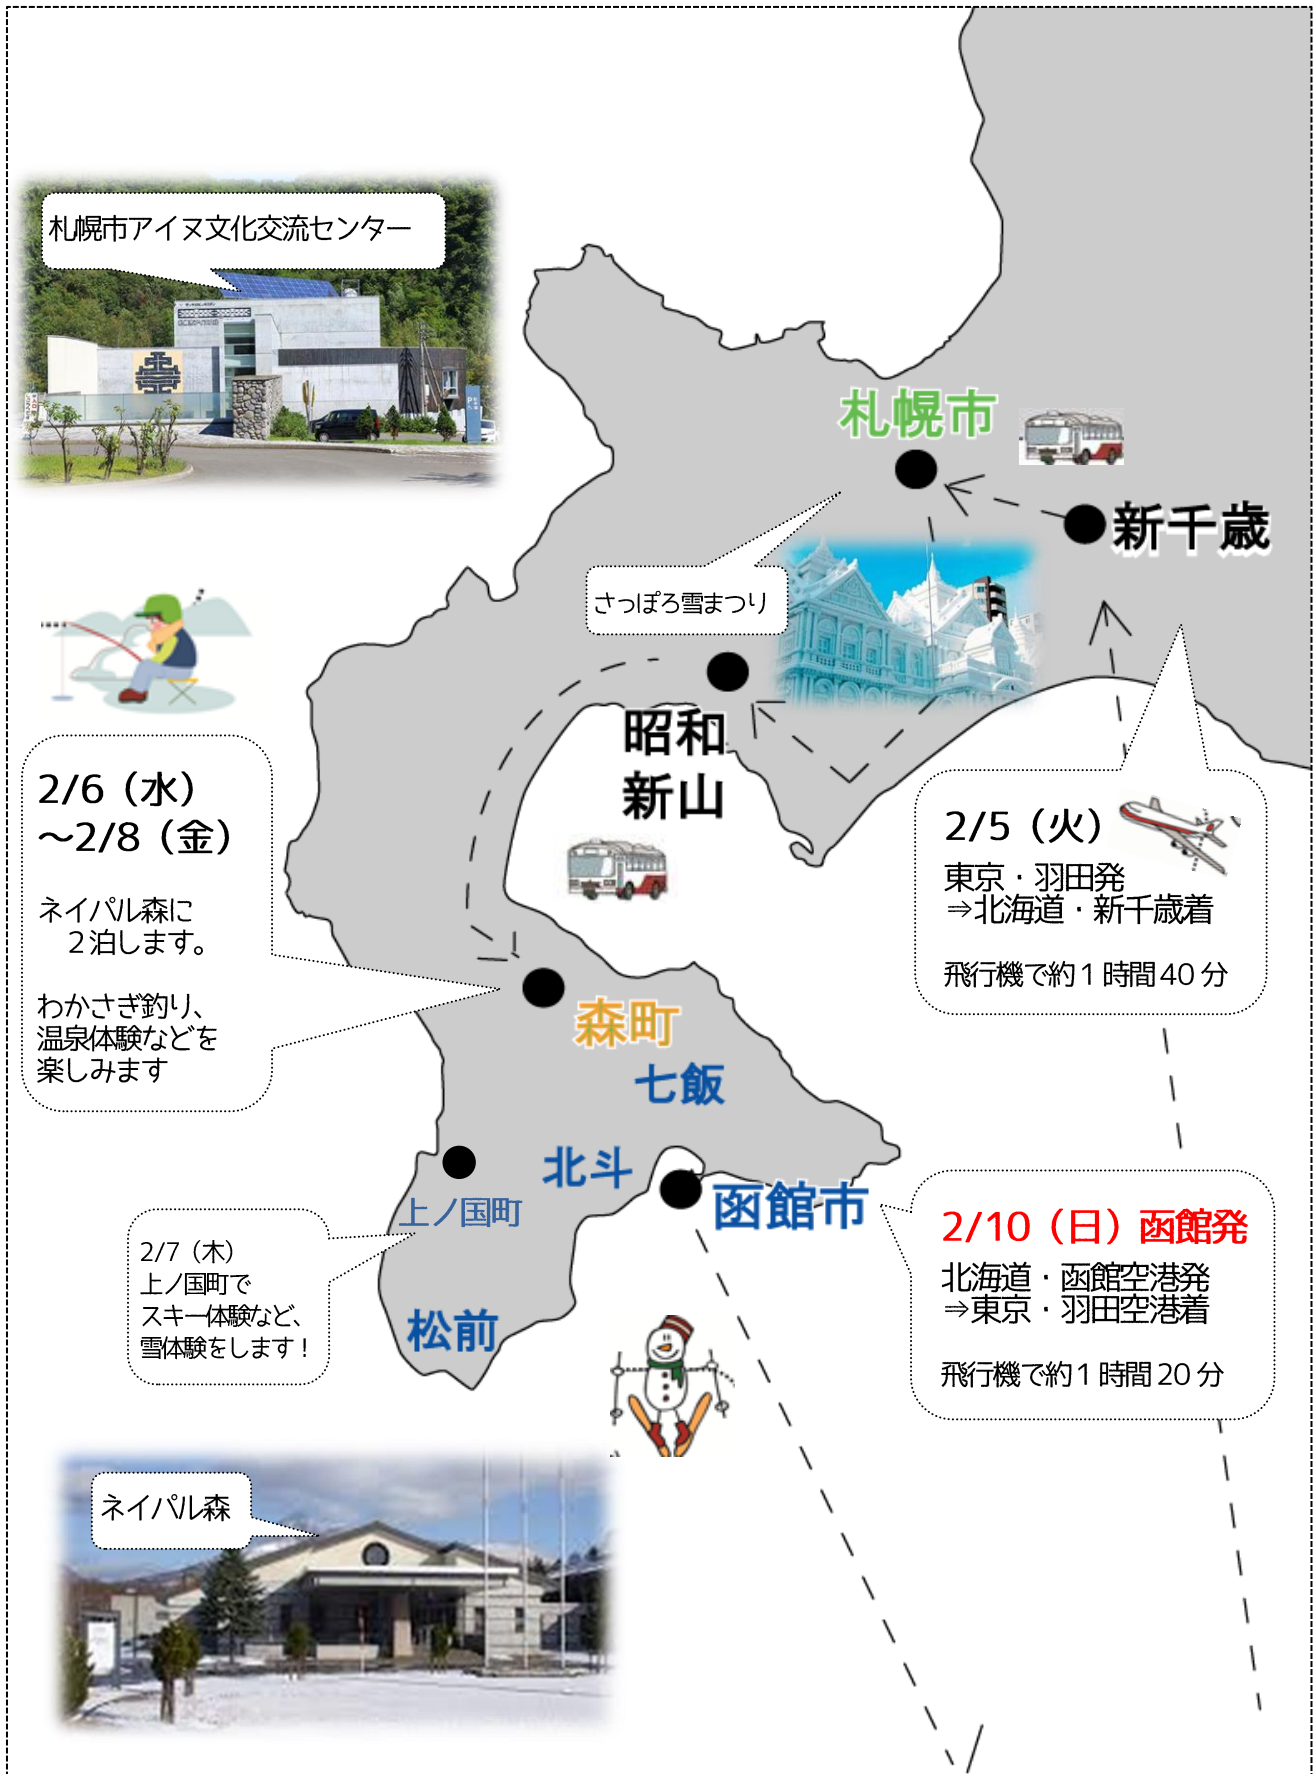 札幌市アイヌ文化交流センター
札幌市
新千歳
さっぽろ雪まつり
昭和
新山
2/6（水）
～2/8（金）
ネイパル森に
２泊します。
わかさぎ釣り、
温泉体験などを
楽しみます
2/5（火）
東京・羽田発
⇒北海道・新千歳着
飛行機で約１時間40分
森町
七飯
北斗
函館市
上ノ国町
2/7（木）
上ノ国町で
スキー体験など、
雪体験をします！
松前
2/10（日）函館発
北海道・函館空港発
⇒東京・羽田空港着
飛行機で約１時間20分
ネイパル森